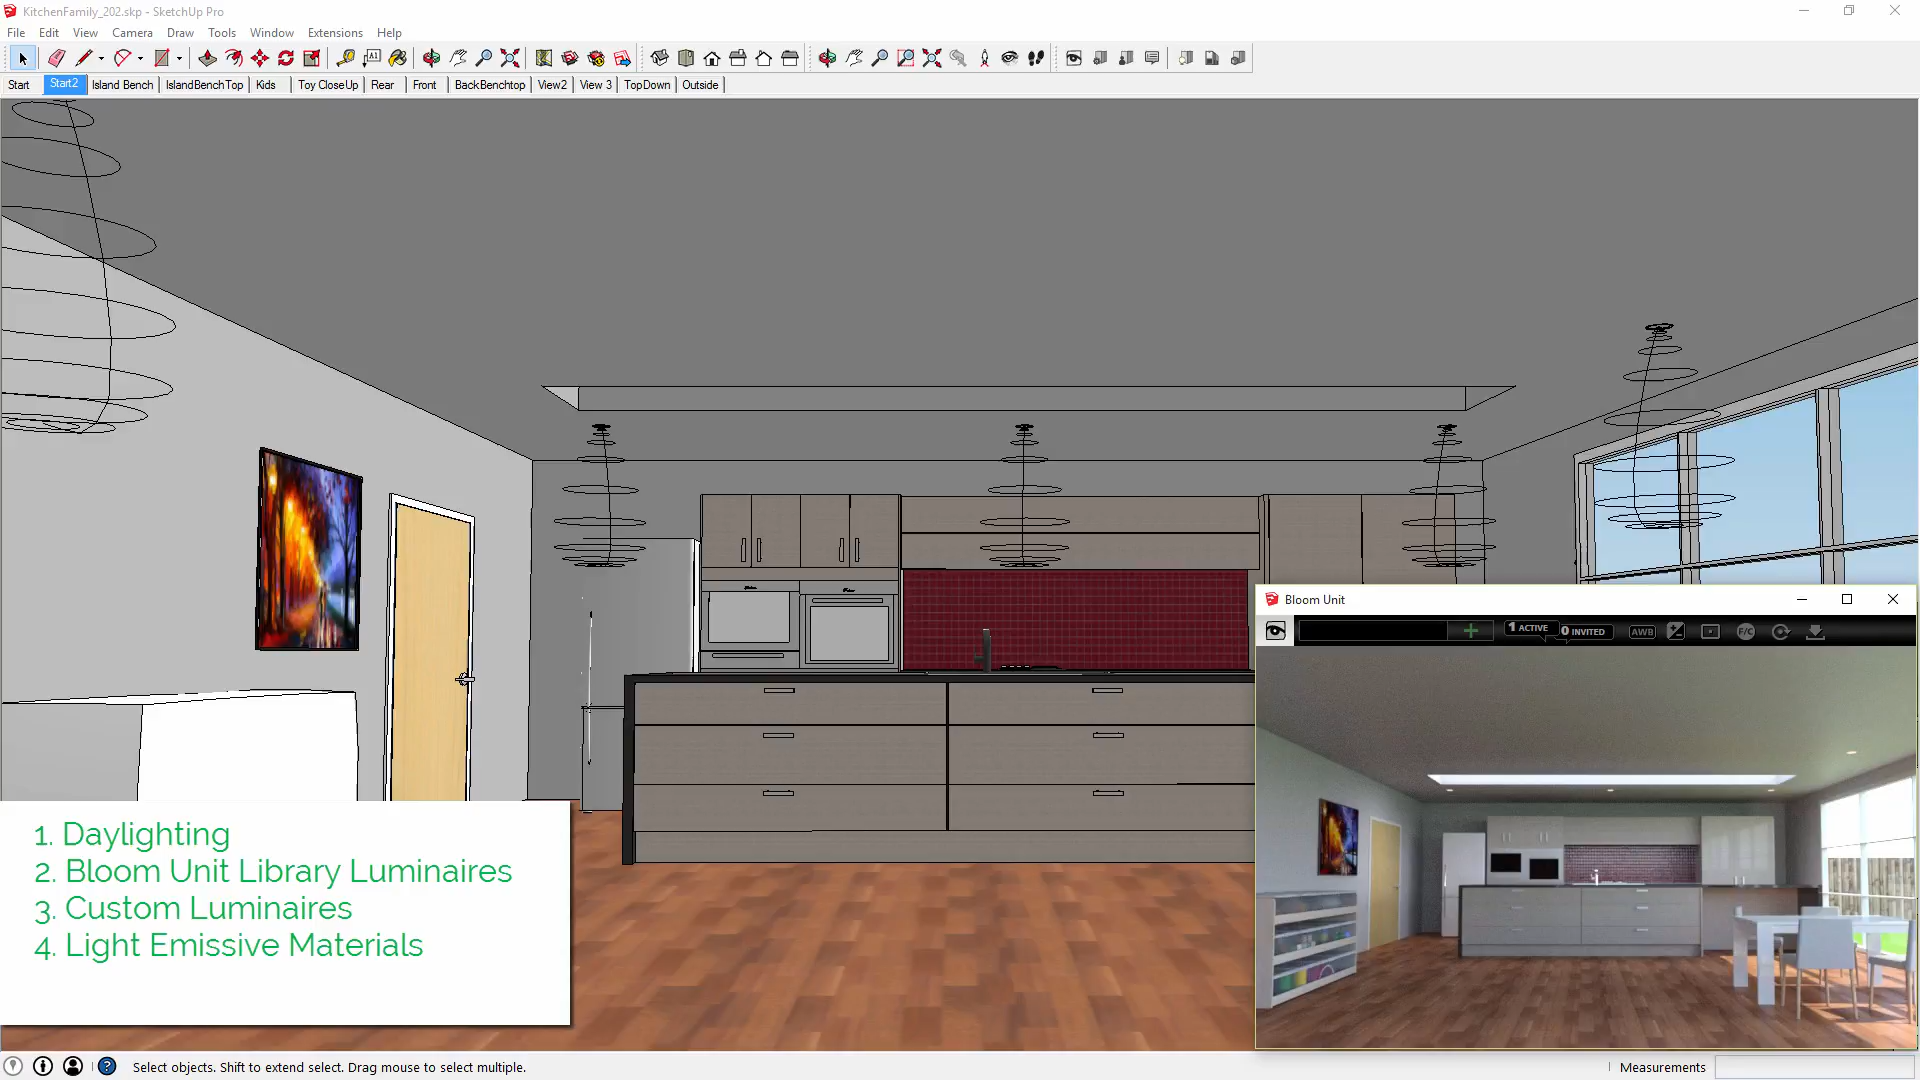 KitchenFamily_202.skp - SketchUp Pro
File Edit View Camera Draw Tools Window Extensions Help
A1
Start Start2 Island Bench IslandBenchTop Kids Toy CloseUp Rear Front BackBenchtop View2 View 3 TopDown Outside
Bloom Unit
1 ACTIVE 0 INVITED AWB F/C
1. Daylighting
2. Bloom Unit Library Luminaires
3. Custom Luminaires
4. Light Emissive Materials
Select objects. Shift to extend select. Drag mouse to select multiple.
Measurements